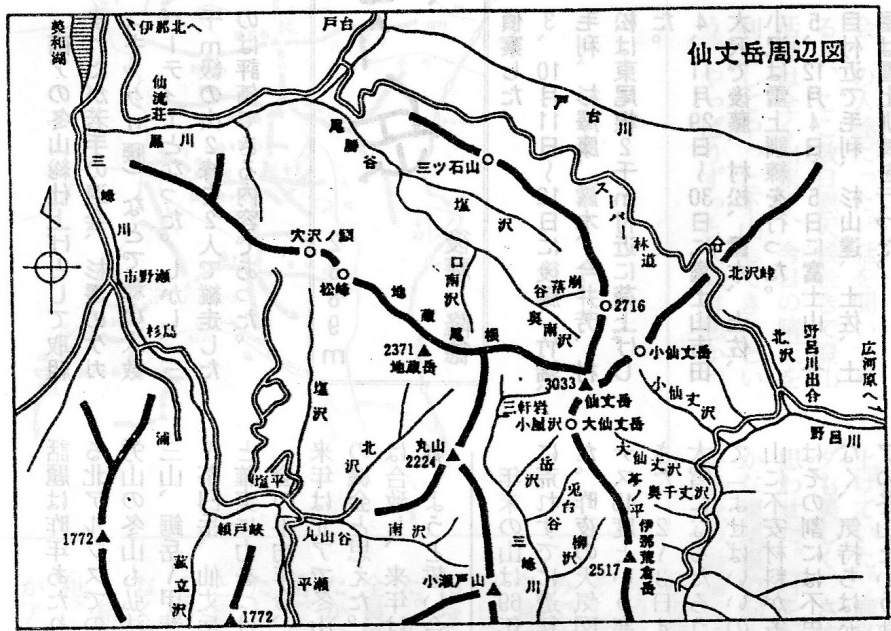 仙丈岳周辺図
美和湖
伊那北へ
戸台
仙流荘
黒川
尾勝谷
戸台川
三ツ石山
スーパー林道
塩沢
三峰川
穴沢ノ頭
松峰
口南沢
谷
落崩
奥南沢
2716
北沢峠
市野瀬
杉島
地蔵尾根
2371
地蔵岳
小仙丈岳
3033
仙丈岳
小仙丈沢
北沢
野呂川出合
広河原へ
野呂川
塩沢
三軒岩
小屋沢
大仙丈岳
大仙丈沢
浦
北沢
丸山
2224
岳沢
兎台谷
苳ノ平
奥千丈沢
塩平
丸山谷
南沢
柳沢
伊那荒倉岳
2517
1772
瀬戸峡
平瀬
小瀬戸山
三峰川
1772